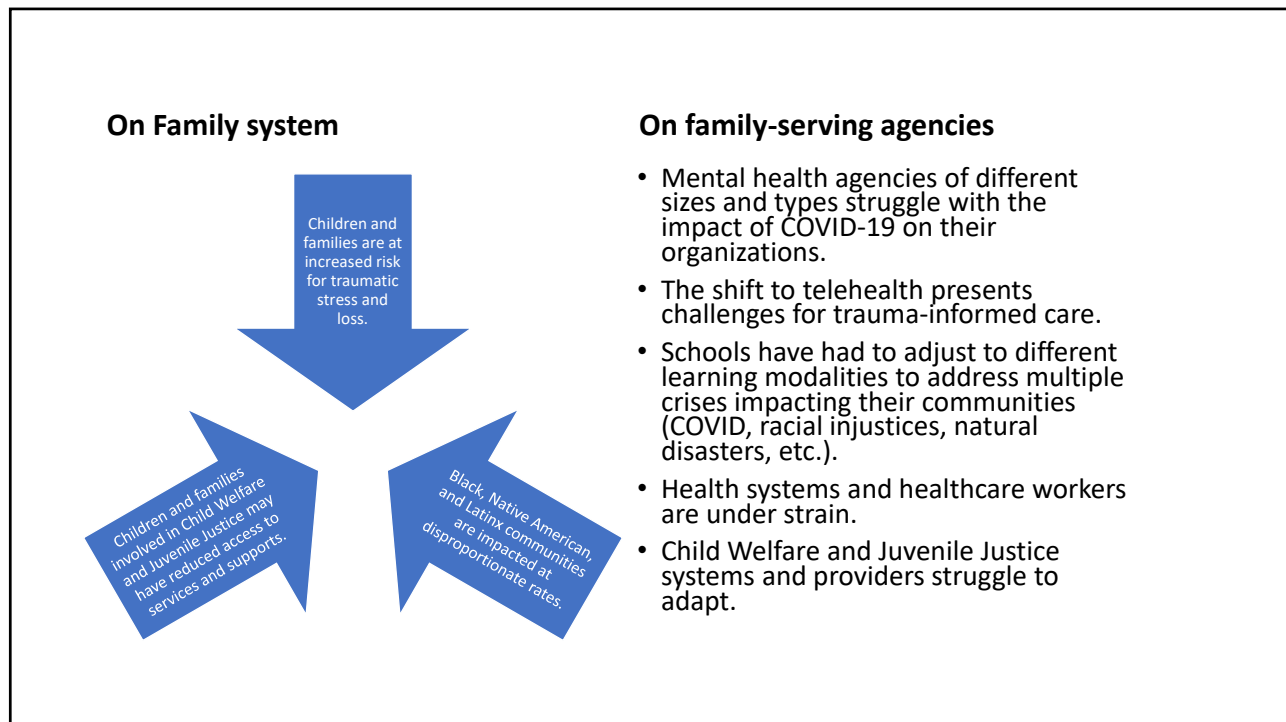 On Family system
Children and
families are at
increased risk
for traumatic
stress and
loss.
Children and families
involved in Child Welfare
and Juvenile Justice may
have reduced access to
services and supports.
Black, Native American,
and Latinx communities
are impacted at
disproportionate rates.
On family-serving agencies
• Mental health agencies of different
sizes and types struggle with the
impact of COVID-19 on their
organizations.
• The shift to telehealth presents
challenges for trauma-informed care.
• Schools have had to adjust to different
learning modalities to address multiple
crises impacting their communities
(COVID, racial injustices, natural
disasters, etc.).
• Health systems and healthcare workers
are under strain.
• Child Welfare and Juvenile Justice
systems and providers struggle to
adapt.